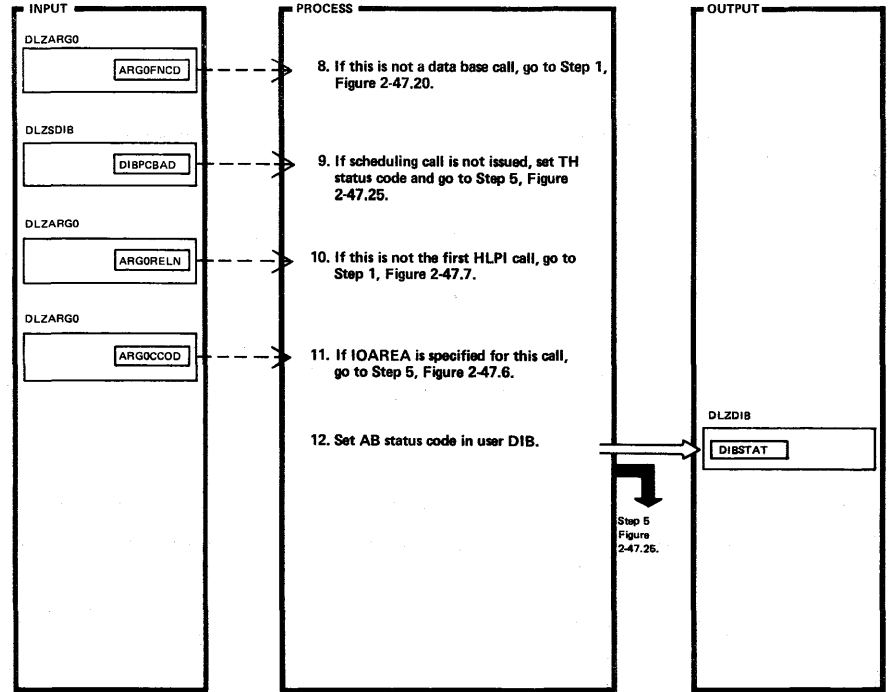 INPUT
DLZARG0
ARG0FNCD
DLZSDIB
DIBPCBAD
DLZARG0
ARG0RELN
DLZARG0
ARG0CCOD
PROCESS
8. If this is not a data base call, go to Step 1,
Figure 2-47.20.
9. If scheduling call is not issued, set TH
status code and go to Step 5, Figure
2-47.25.
10. If this is not the first HLPI call, go to
Step 1, Figure 2-47.7.
11. If IOAREA is specified for this call,
go to Step 5, Figure 2-47.6.
12. Set AB status code in user DIB.
Step 5
Figure
2-47.25.
OUTPUT
DLZDIB
DIBSTAT